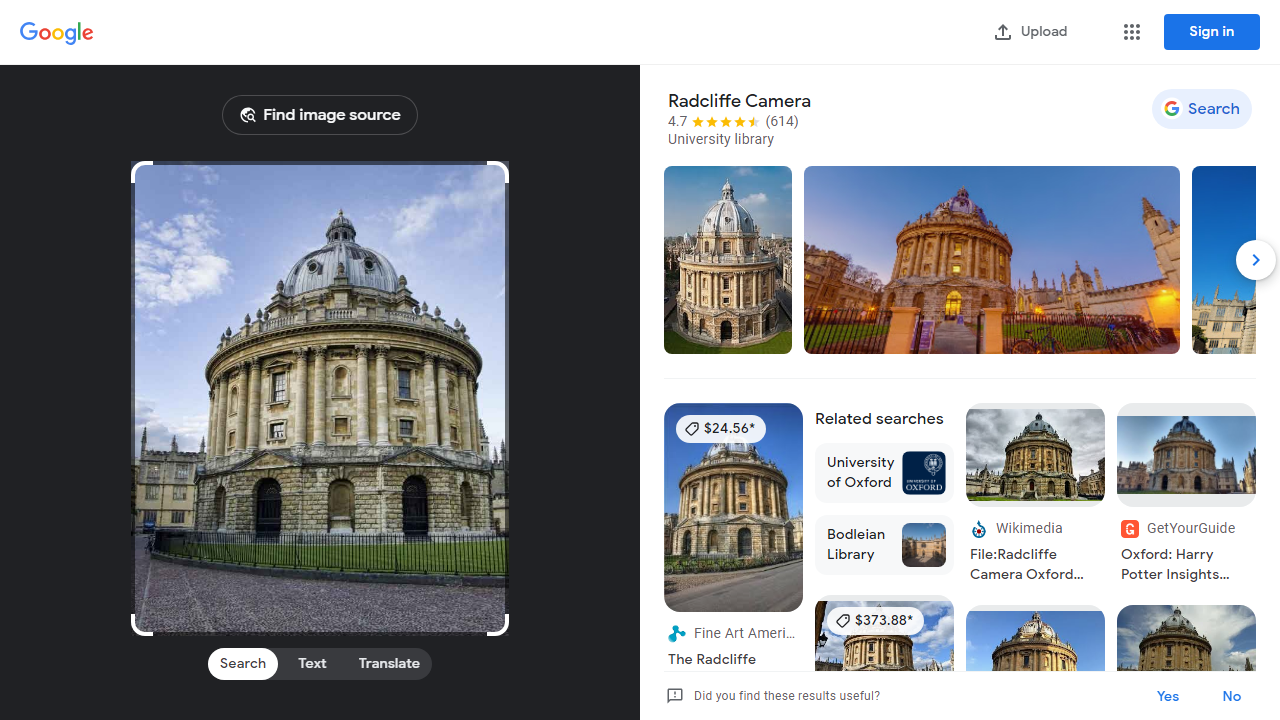 Google
Upload
Sign in
Find image source
Radcliffe Camera
4.7 (614)
University library
Search
$24.56*
Related searches
University
of Oxford
UNIVERSITY OF
OXFORD
Bodleian
Library
Wikimedia
File:Radcliffe
Camera Oxford...
GetYourGuide
Oxford: Harry
Potter Insights...
Fine Art Ameri...
The Radcliffe
$373.88*
Search
Text
Translate
Did you find these results useful?
Yes
No